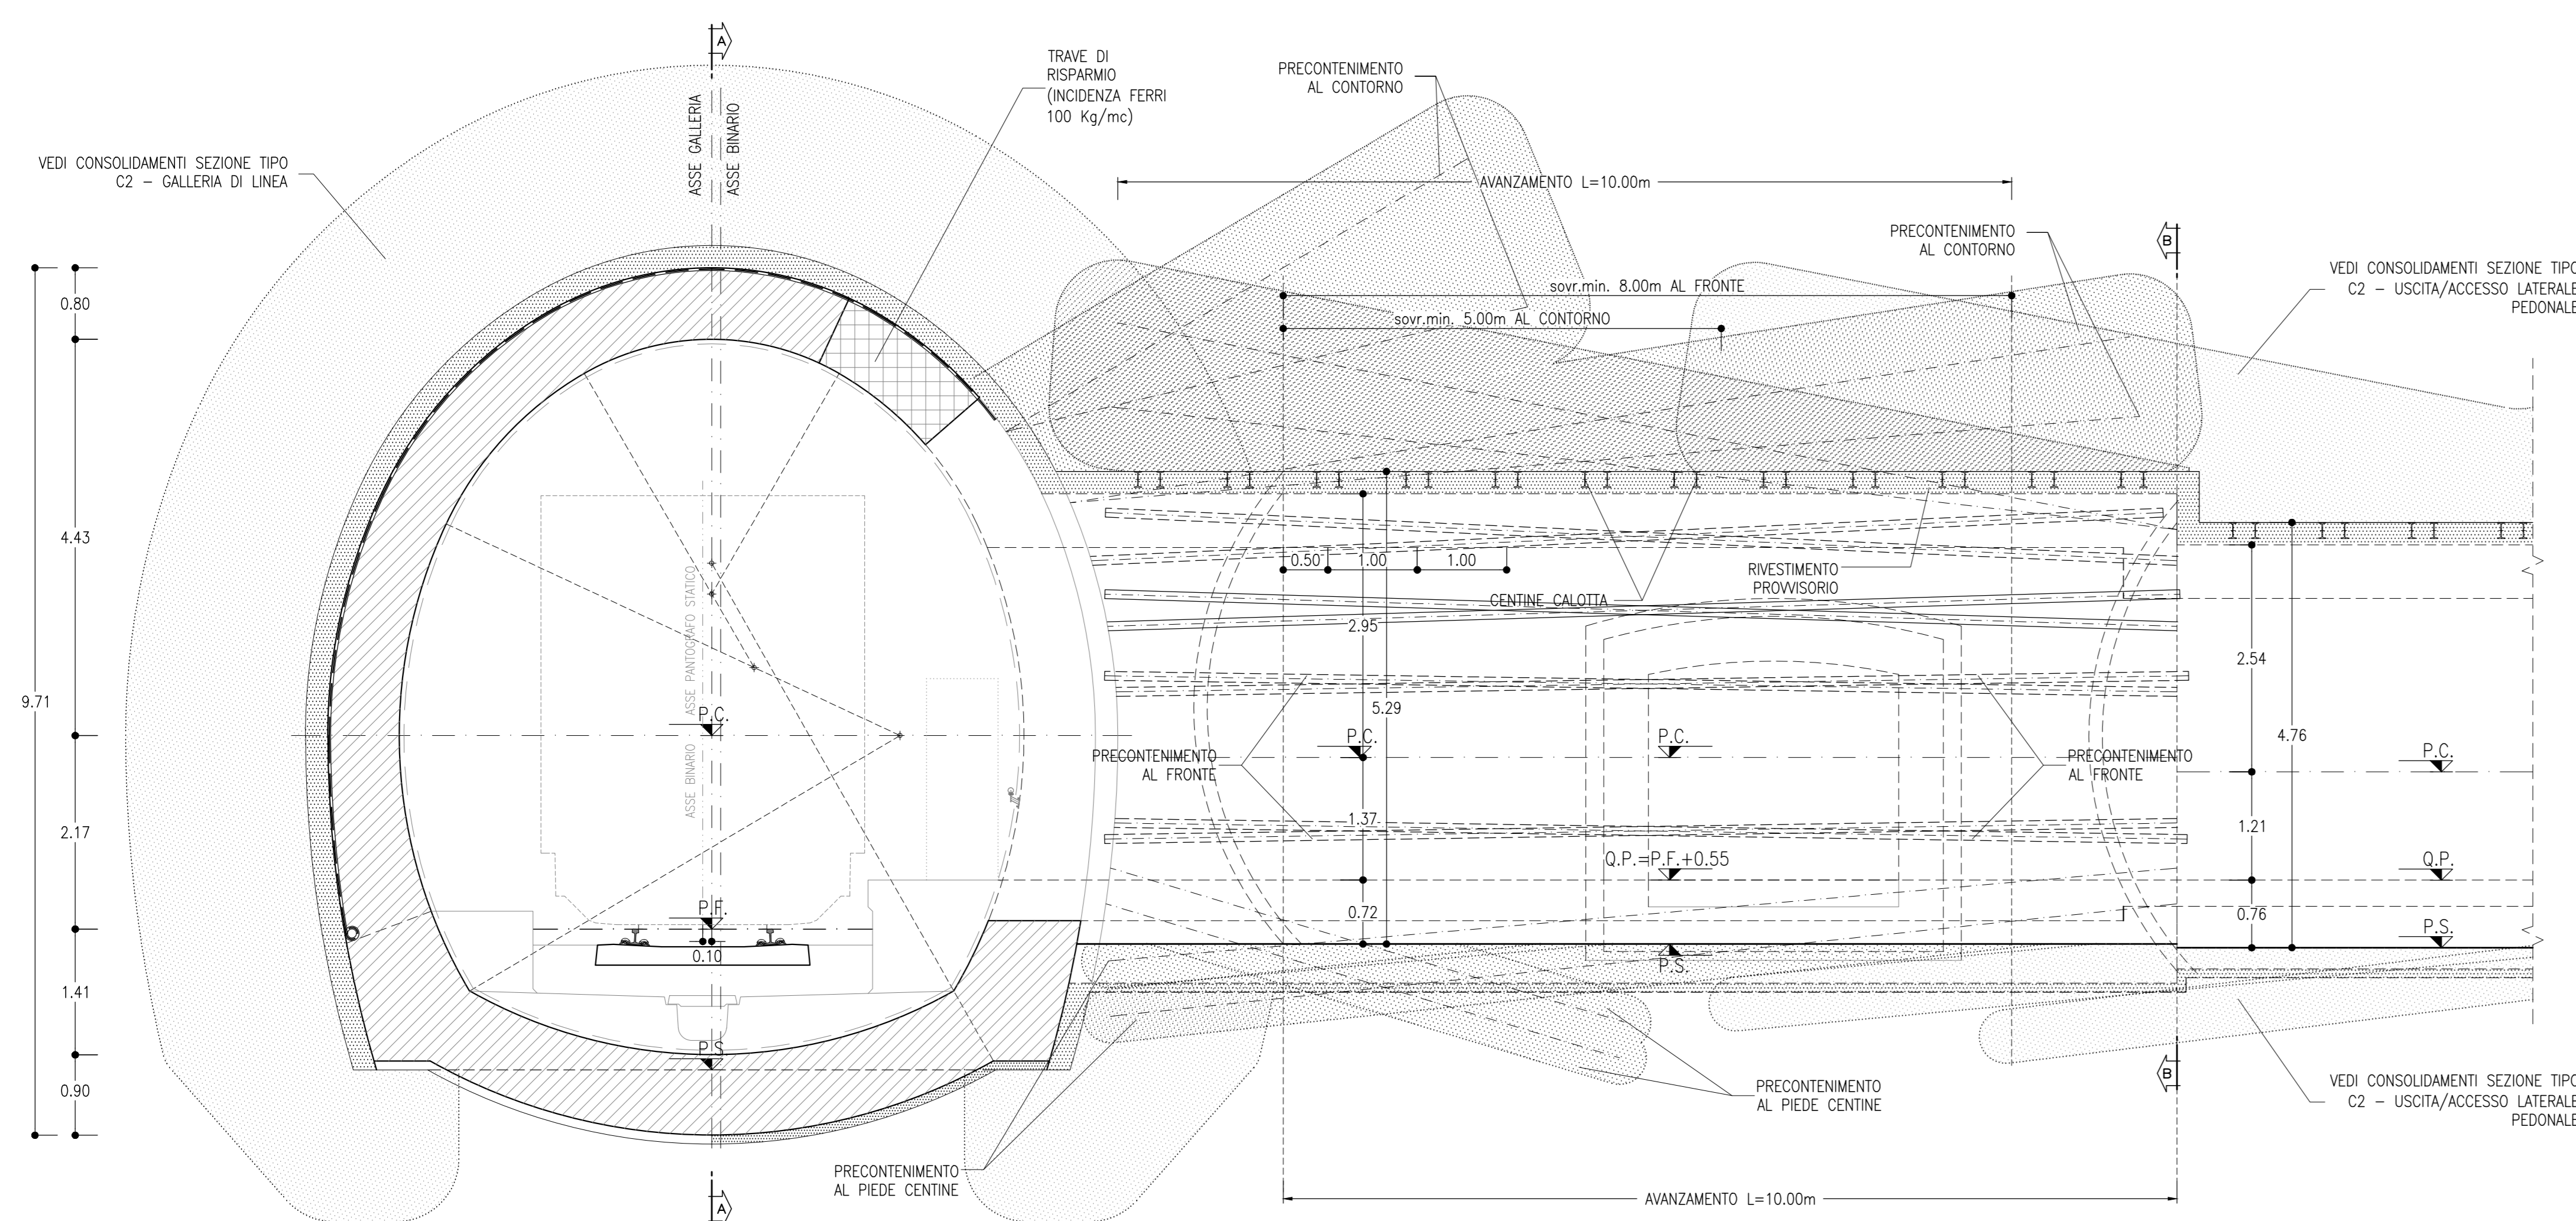 A
TRAVE DI
RISPARMIO
(INCIDENZA FERRI
100 Kg/mc)
PRECONTENIMENTO
AL CONTORNO
ASSE GALLERIA
ASSE BINARIO
VEDI CONSOLIDAMENTI SEZIONE TIPO
C2 – GALLERIA DI LINEA
AVANZAMENTO L=10.00m
PRECONTENIMENTO
AL CONTORNO
B
VEDI CONSOLIDAMENTI SEZIONE TIPO
C2 – USCITA/ACCESSO LATERALE
PEDONALE
sovr.min. 8.00m AL FRONTE
sovr.min. 5.00m AL CONTORNO
0.80
4.43
9.71
2.17
1.41
0.90
ASSE PANTOGRAFO STATICO
ASSE BINARIO
P.C.
P.F.
0.10
P.S.
0.50
1.00
1.00
RIVESTIMENTO
PROVVISORIO
CENTINE CALOTTA
2.95
5.29
2.54
4.76
P.C.
P.C.
P.C.
PRECONTENIMENTO
AL FRONTE
PRECONTENIMENTO
AL FRONTE
1.37
1.21
Q.P.=P.F.+0.55
Q.P.
0.72
0.76
P.S.
P.S.
PRECONTENIMENTO
AL PIEDE CENTINE
PRECONTENIMENTO
AL PIEDE CENTINE
B
VEDI CONSOLIDAMENTI SEZIONE TIPO
C2 – USCITA/ACCESSO LATERALE
PEDONALE
AVANZAMENTO L=10.00m
A